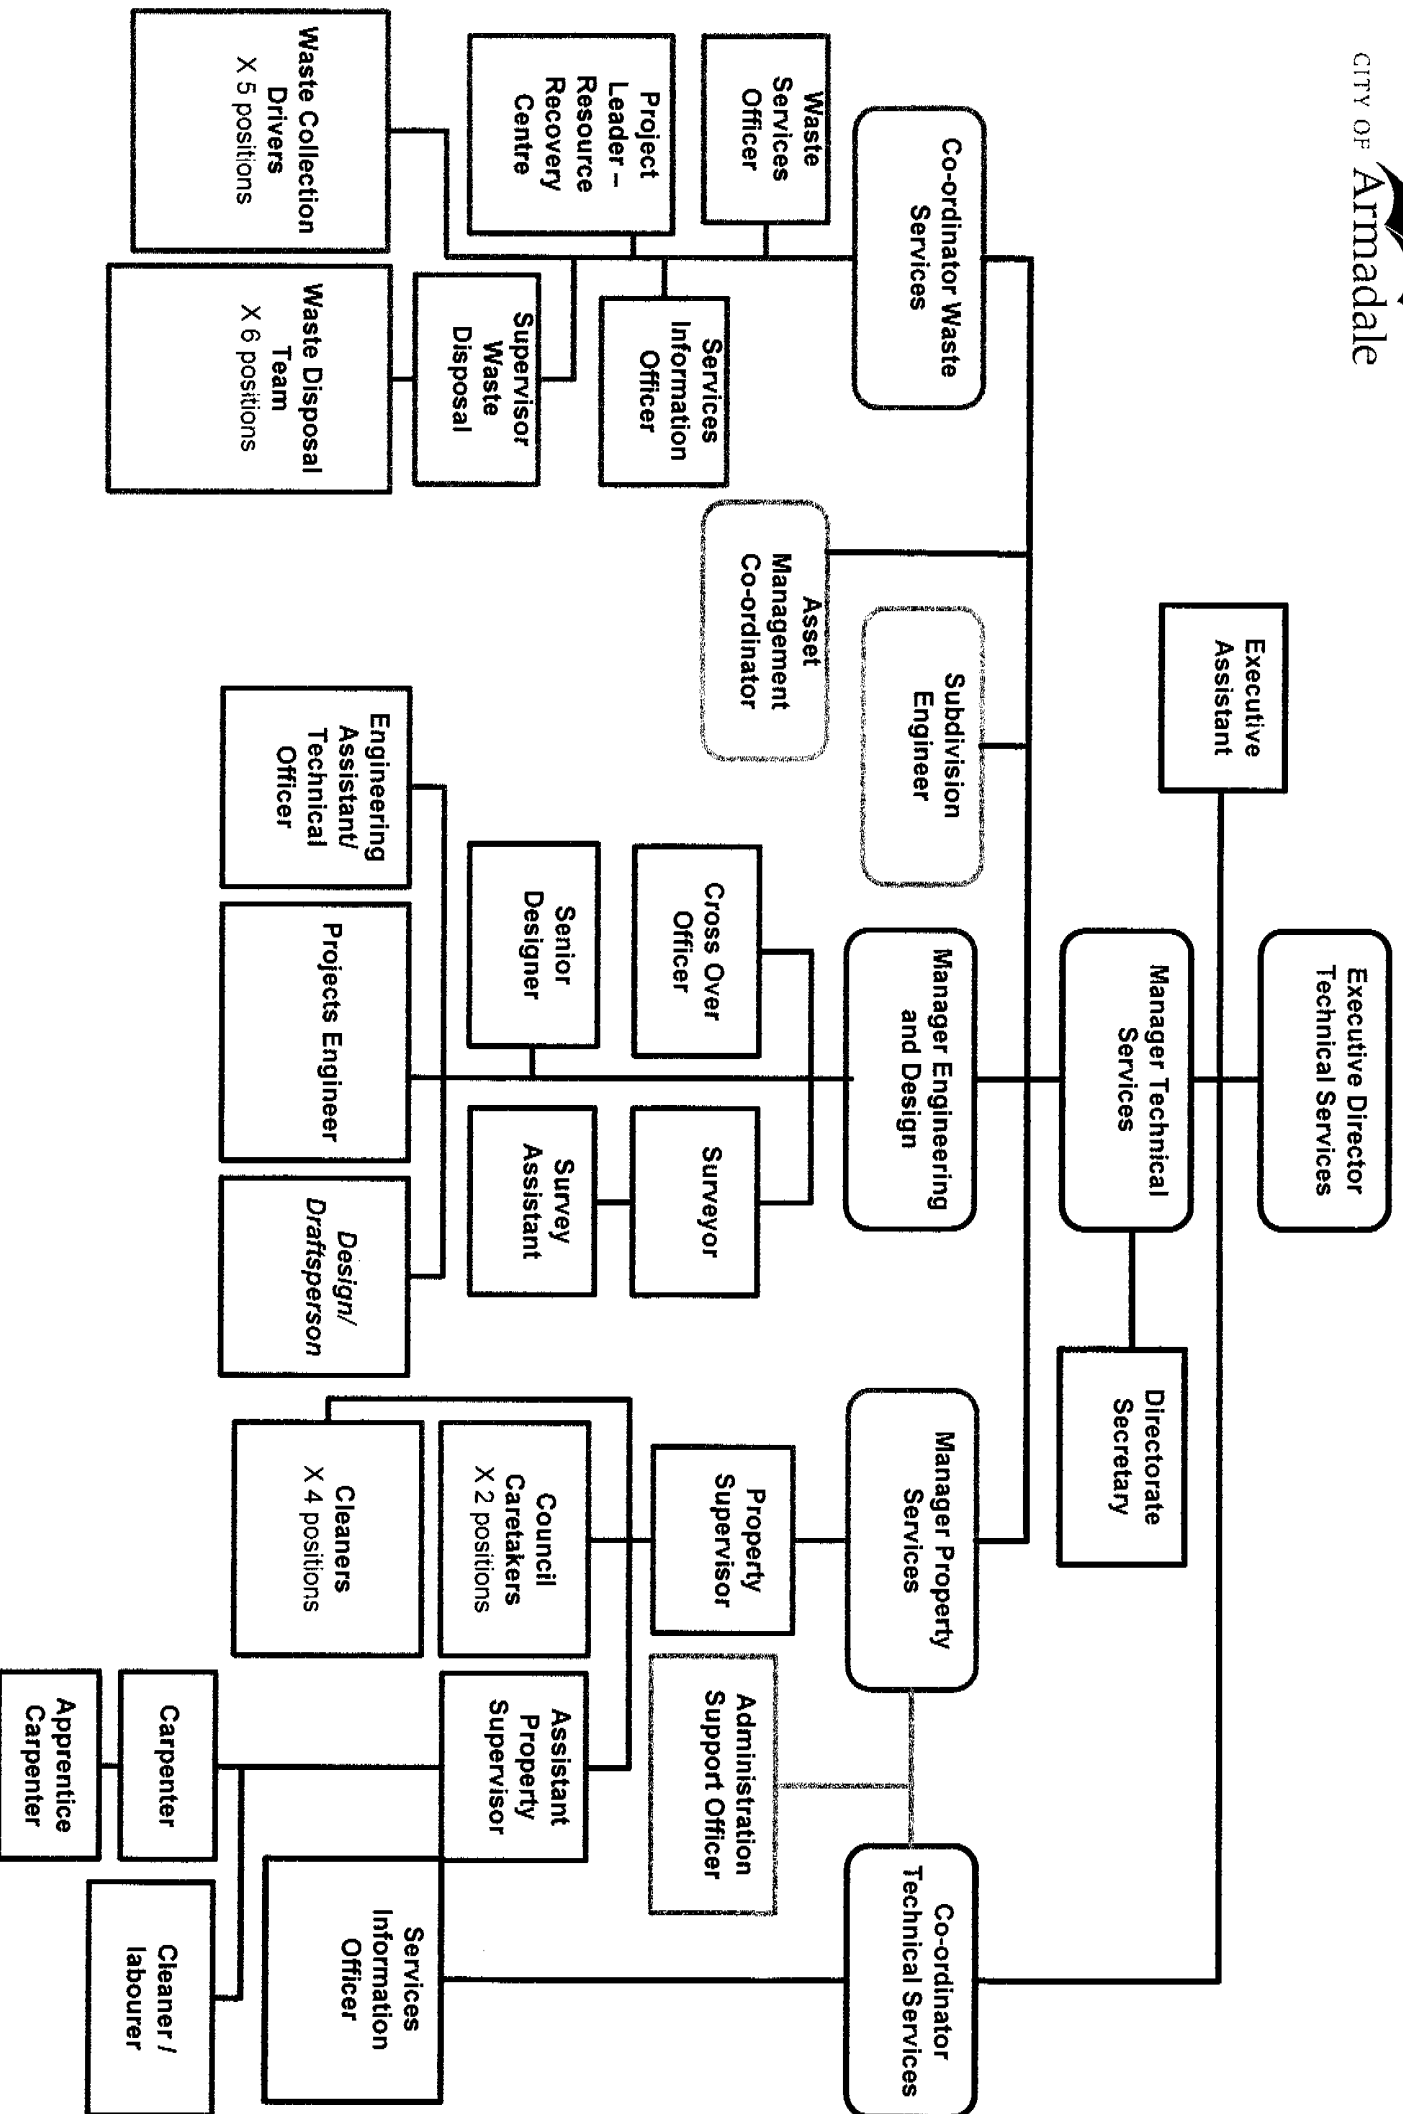 CITY OF Armadale
Executive Director
Technical Services
Executive
Assistant
Manager Technical
Services
Directorate
Secretary
Co-ordinator Waste
Services
Subdivision
Engineer
Manager Engineering
and Design
Manager Property
Services
Co-ordinator
Technical Services
Waste
Services
Officer
Services
Information
Officer
Asset
Management
Co-ordinator
Cross Over
Officer
Surveyor
Property
Supervisor
Administration
Support Officer
Project
Leader –
Resource
Recovery
Centre
Supervisor
Waste
Disposal
Senior
Designer
Survey
Assistant
Council
Caretakers
X 2 positions
Assistant
Property
Supervisor
Waste Collection
Drivers
X 5 positions
Waste Disposal
Team
X 6 positions
Engineering
Assistant/
Technical
Officer
Projects Engineer
Design/
Draftsperson
Cleaners
X 4 positions
Services
Information
Officer
Carpenter
Cleaner /
labourer
Apprentice
Carpenter